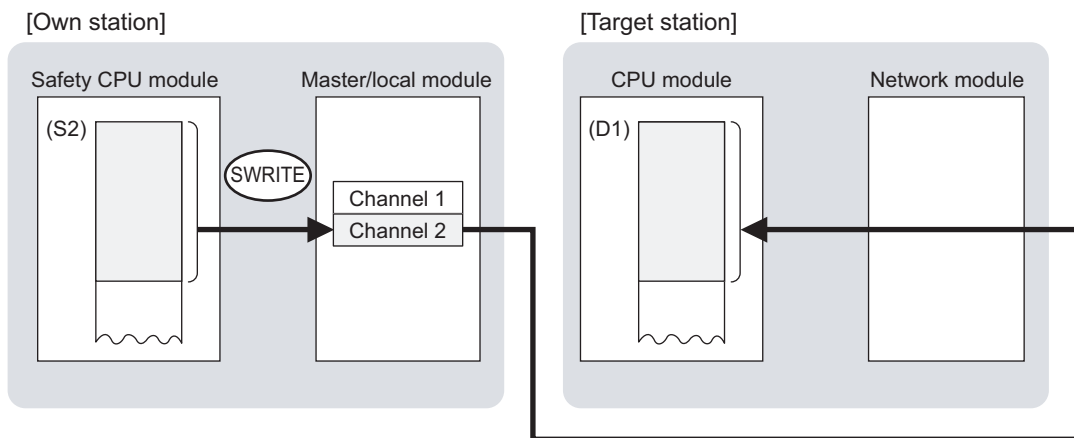 [Own station]
[Target station]
Safety CPU module
Master/local module
CPU module
Network module
(S2)
(D1)
SWRITE
Channel 1
Channel 2